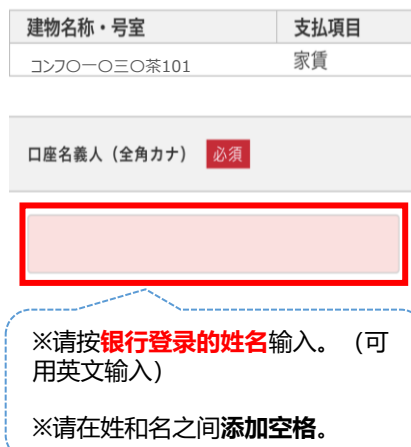 建物名称・号室 支払項目
コンフ〇ー〇三〇茶101 家賃
口座名義人（全角カナ） 必須
※请按银行登录的姓名输入。（可
用英文输入）
※请在姓和名之间添加空格。